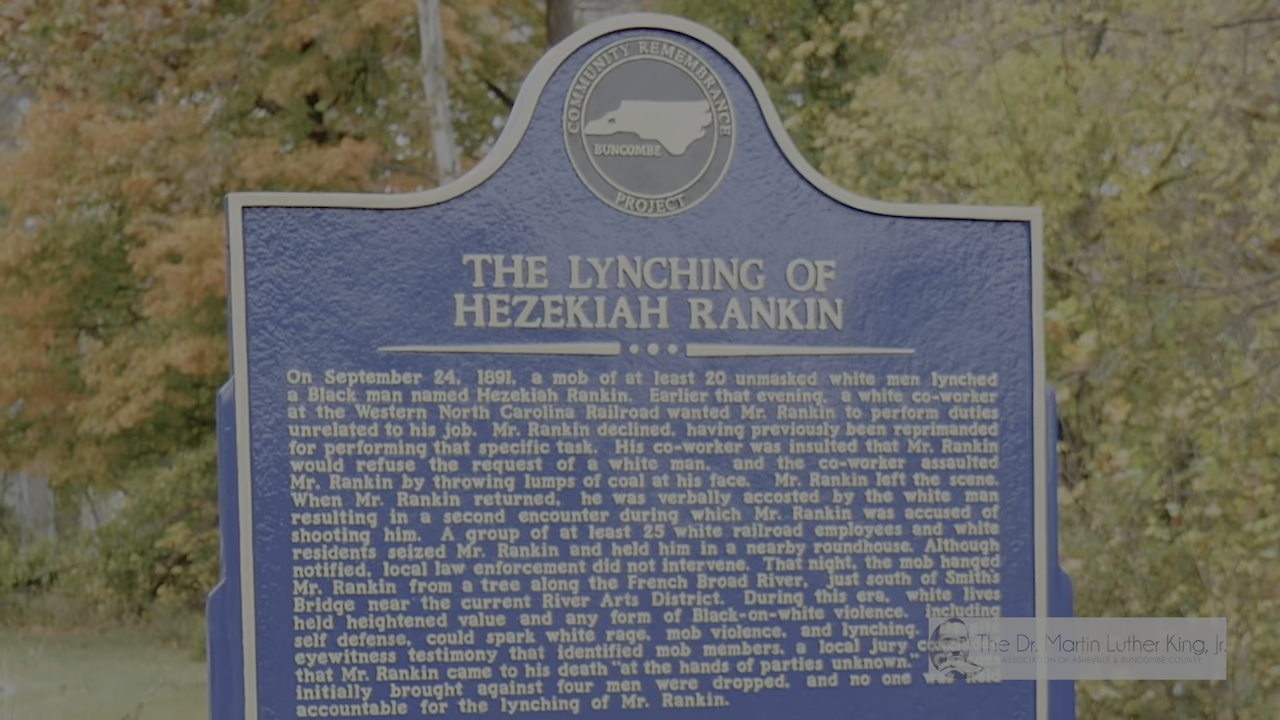 COMMUNITY REMEMBRANCE
BUNCOMBE
PROJECT
THE LYNCHING OF
HEZEKIAH RANKIN
On September 24, 1891, a mob of at least 20 unmasked white men lynched
a Black man named Hezekiah Rankin. Earlier that evening, a white co-worker
at the Western North Carolina Railroad wanted Mr. Rankin to perform duties
unrelated to his job. Mr. Rankin declined, having previously been reprimanded
for performing that specific task. His co-worker was insulted that Mr. Rankin
would refuse the request of a white man, and the co-worker assaulted
Mr. Rankin by throwing lumps of coal at his face. Mr. Rankin left the scene.
When Mr. Rankin returned, he was verbally accosted by the white man
resulting in a second encounter during which Mr. Rankin was accused of
shooting him. A group of at least 25 white railroad employees and white
residents seized Mr. Rankin and held him in a nearby roundhouse. Although
notified, local law enforcement did not intervene. That night, the mob hanged
Mr. Rankin from a tree along the French Broad River, just south of Smith's
Bridge near the current River Arts District. During this era, white lives
held heightened value and any form of Black-on-white violence, including
self defense, could spark white rage, mob violence, and lynching.
eyewitness testimony that identified mob members, a local jury
that Mr. Rankin came to his death "at the hands of parties unknown."
initially brought against four men were dropped, and no one was held
accountable for the lynching of Mr. Rankin.
The Dr. Martin Luther King, Jr.
ASSOCIATION OF ASHEVILLE & BUNCOMBE COUNTY